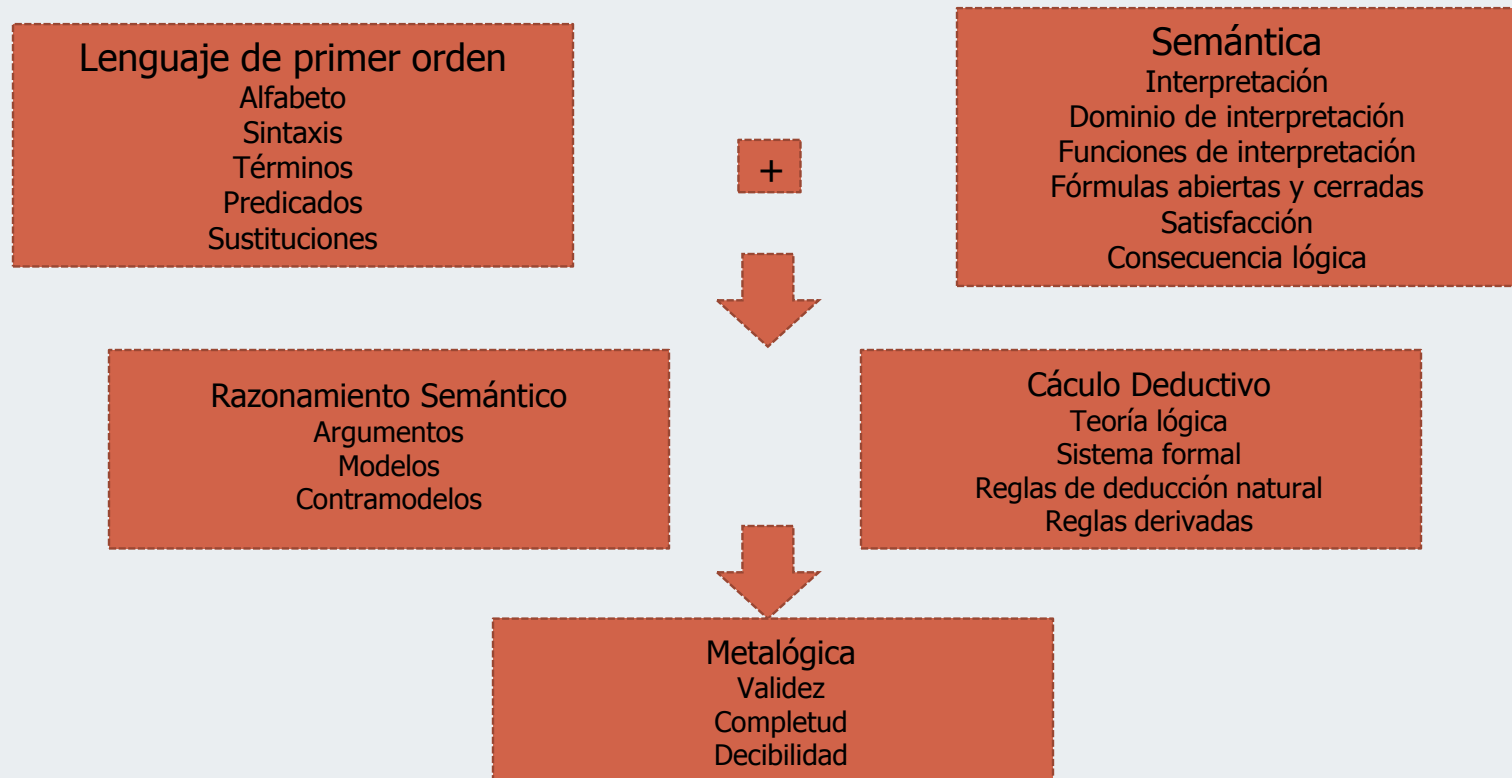 Lenguaje de primer orden
Alfabeto
Sintaxis
Términos
Predicados
Sustituciones
+
Semántica
Interpretación
Dominio de interpretación
Funciones de interpretación
Fórmulas abiertas y cerradas
Satisfacción
Consecuencia lógica
Razonamiento Semántico
Argumentos
Modelos
Contramodelos
Cáculo Deductivo
Teoría lógica
Sistema formal
Reglas de deducción natural
Reglas derivadas
Metalógica
Validez
Completud
Decibilidad